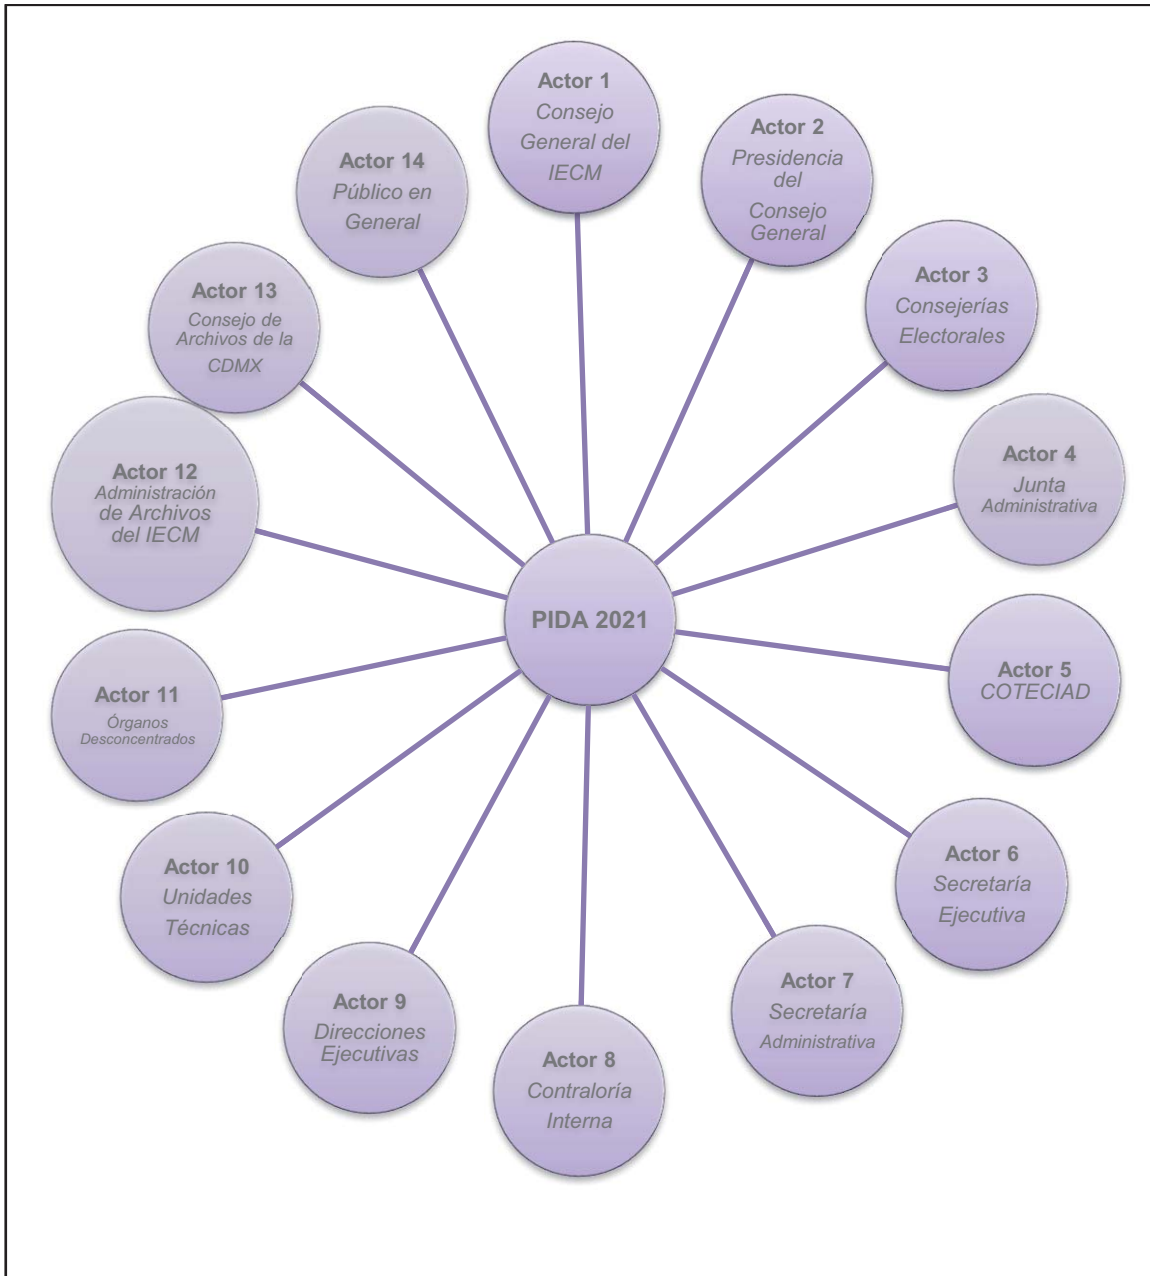 Actor 1
Consejo
General del
IECM
Actor 2
Presidencia
del
Consejo
General
Actor 3
Consejerías
Electorales
Actor 4
Junta
Administrativa
Actor 5
COTECIAD
Actor 6
Secretaría
Ejecutiva
Actor 7
Secretaría
Administrativa
Actor 8
Contraloría
Interna
Actor 9
Direcciones
Ejecutivas
Actor 10
Unidades
Técnicas
Actor 11
Órganos
Desconcentrados
Actor 12
Administración
de Archivos
del IECM
Actor 13
Consejo de
Archivos de la
CDMX
Actor 14
Público en
General
PIDA 2021